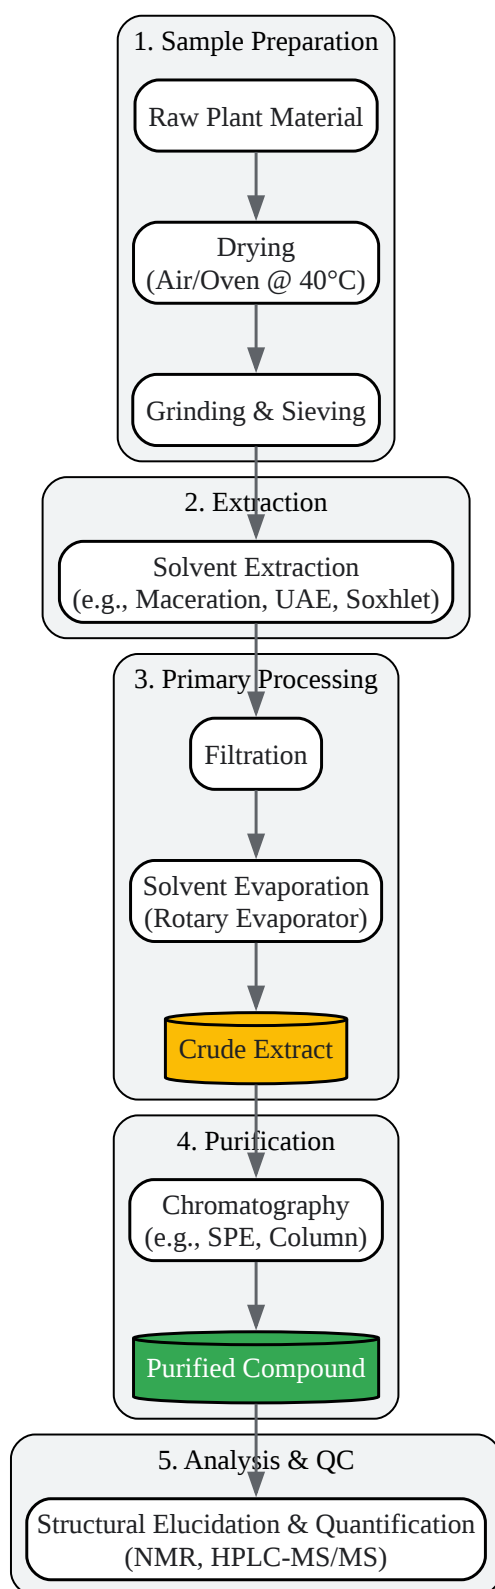 1. Sample Preparation
Raw Plant Material
Drying
(Air/Oven @ 40°C)
Grinding & Sieving
2. Extraction
Solvent Extraction
(e.g., Maceration, UAE, Soxhlet)
3. Primary Processing
Filtration
Solvent Evaporation
(Rotary Evaporator)
Crude Extract
4. Purification
Chromatography
(e.g., SPE, Column)
Purified Compound
5. Analysis & QC
Structural Elucidation & Quantification
(NMR, HPLC-MS/MS)